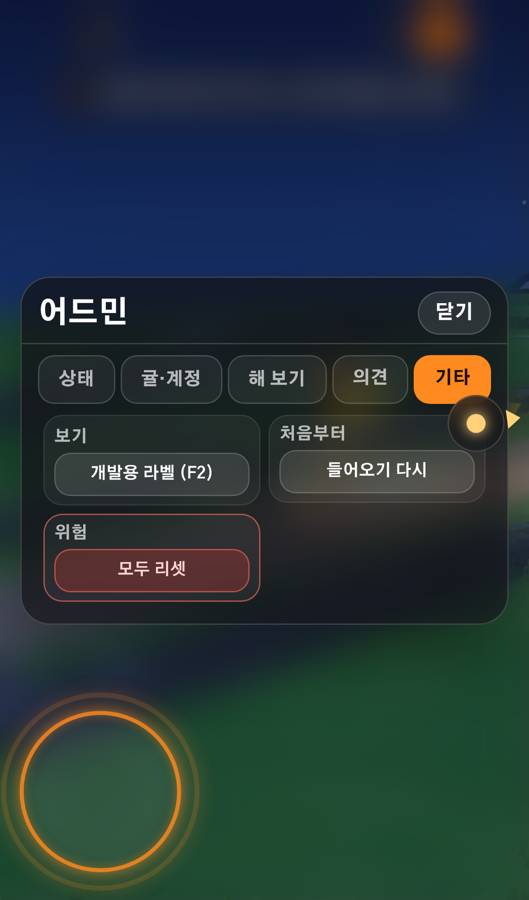 어드민
닫기
상태
귤·계정
해 보기
의견
기타
보기
개발용 라벨 (F2)
처음부터
들어오기 다시
위험
모두 리셋